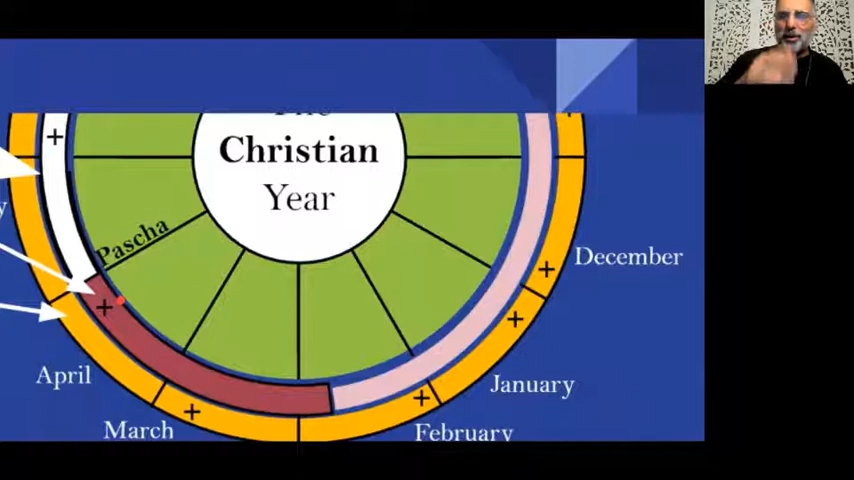 Christian
Year
Pascha
December
January
February
March
April